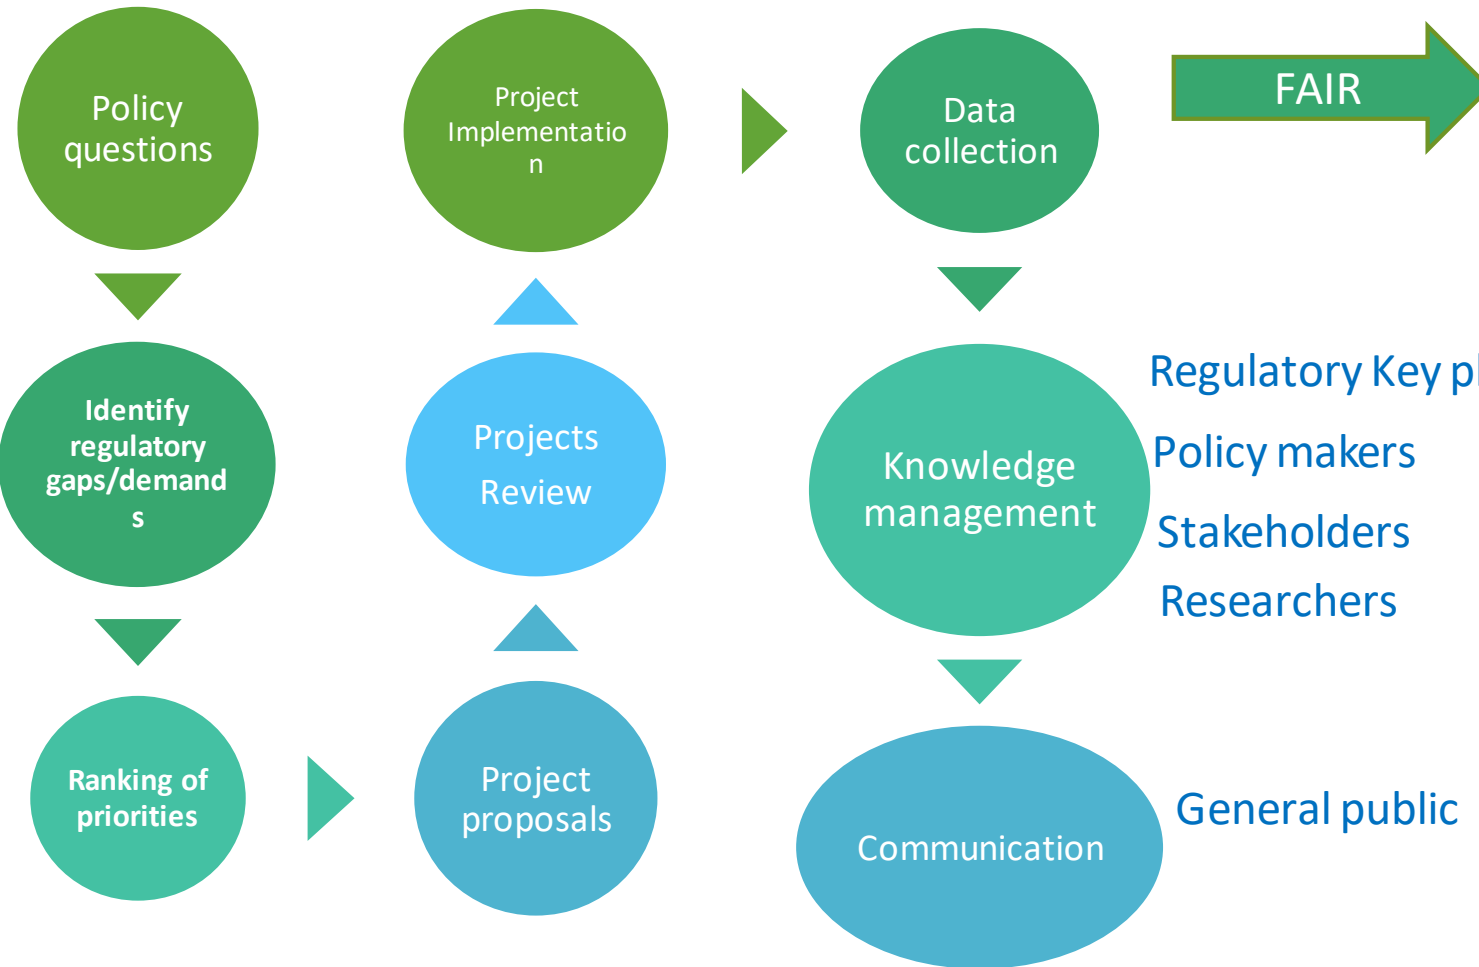 Policy
questions
Identify
regulatory
gaps/demand
s
Ranking of
priorities
Project
proposals
Projects
Review
Project
Implementatio
n
Data
collection
FAIR
Knowledge
management
Regulatory Key
Policy makers
Stakeholders
Researchers
Communication
General public